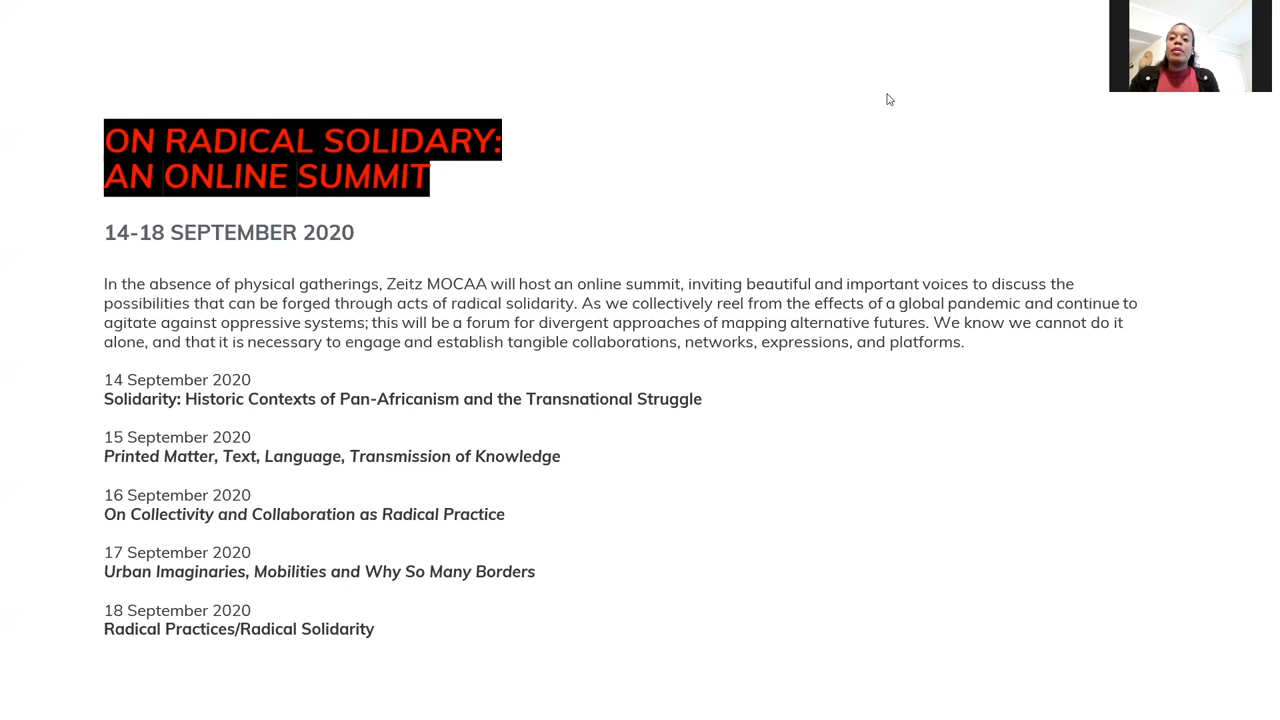 ON RADICAL SOLIDARY:
AN ONLINE SUMMIT
14-18 SEPTEMBER 2020
In the absence of physical gatherings, Zeitz MOCAA will host an online summit, inviting beautiful and important voices to discuss the
possibilities that can be forged through acts of radical solidarity. As we collectively reel from the effects of a global pandemic and continue to
agitate against oppressive systems; this will be a forum for divergent approaches of mapping alternative futures. We know we cannot do it
alone, and that it is necessary to engage and establish tangible collaborations, networks, expressions, and platforms.
14 September 2020
Solidarity: Historic Contexts of Pan-Africanism and the Transnational Struggle
15 September 2020
Printed Matter, Text, Language, Transmission of Knowledge
16 September 2020
On Collectivity and Collaboration as Radical Practice
17 September 2020
Urban Imaginaries, Mobilities and Why So Many Borders
18 September 2020
Radical Practices/Radical Solidarity